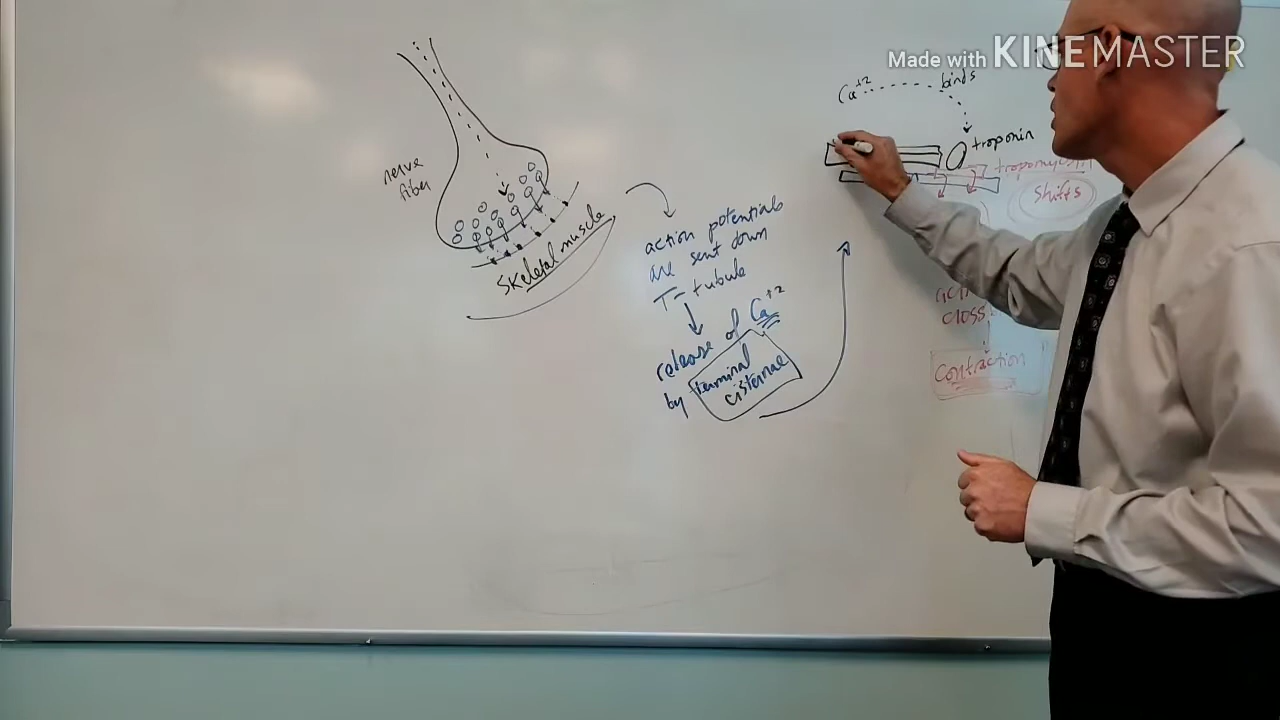 Made with KINEMASTER
nerve
fiber
Skeletal muscle
action potentials
are sent down
T-tubule
release of Ca+2
by terminal
cisternae
Ca+2
binds
troponin
tropomyosin
shifts
Contraction